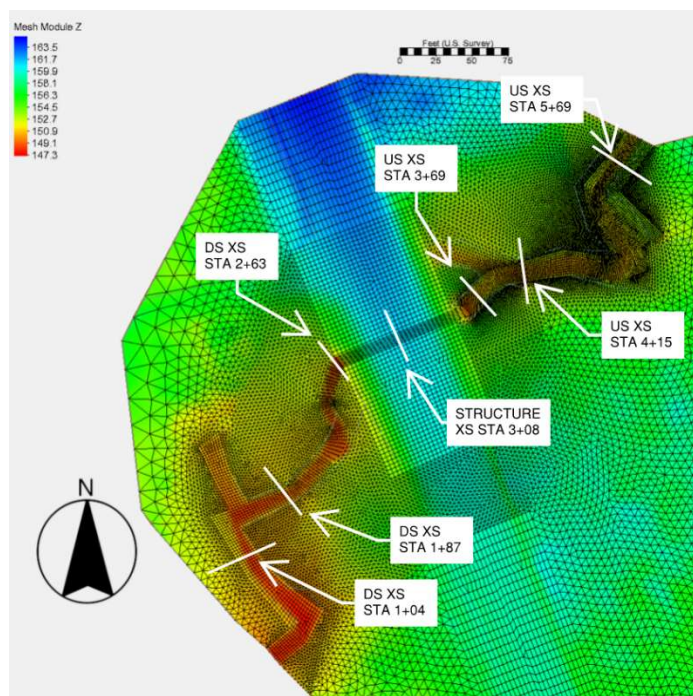 Mesh Module Z
163.5
161.7
159.9
158.1
156.3
154.5
152.7
150.9
149.1
147.3
Feet (U.S. Survey)
0 25 50 75
US XS
STA 5+69
US XS
STA 3+69
DS XS
STA 2+63
US XS
STA 4+15
STRUCTURE
XS STA 3+08
N
DS XS
STA 1+87
DS XS
STA 1+04